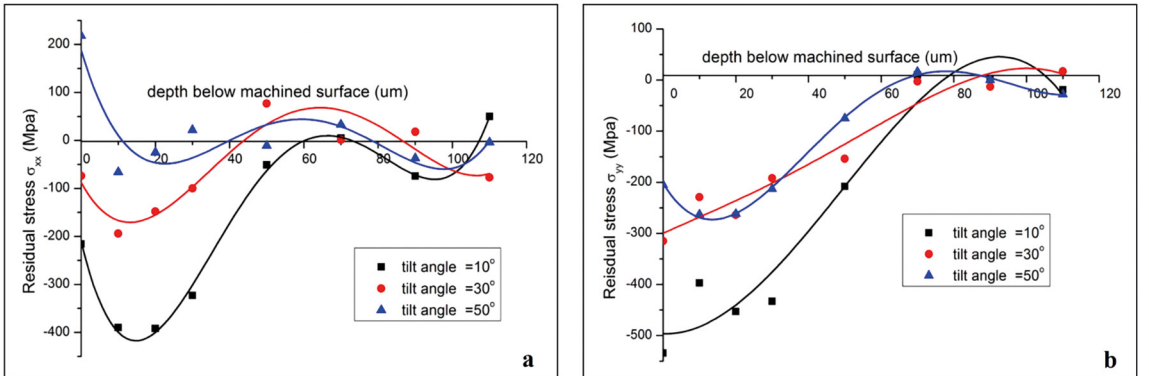 200
100
0
-100
-200
-300
-400
Residual stress σxx (Mpa)
depth below machined surface (um)
0 20 40 60 80 100 120
tilt angle =10°
tilt angle =30°
tilt angle =50°
a
100
0
-100
-200
-300
-400
-500
Reisdual stress σyy (Mpa)
depth below machined surface (um)
0 20 40 60 80 100 120
tilt angle =10°
tilt angle =30°
tilt angle =50°
b